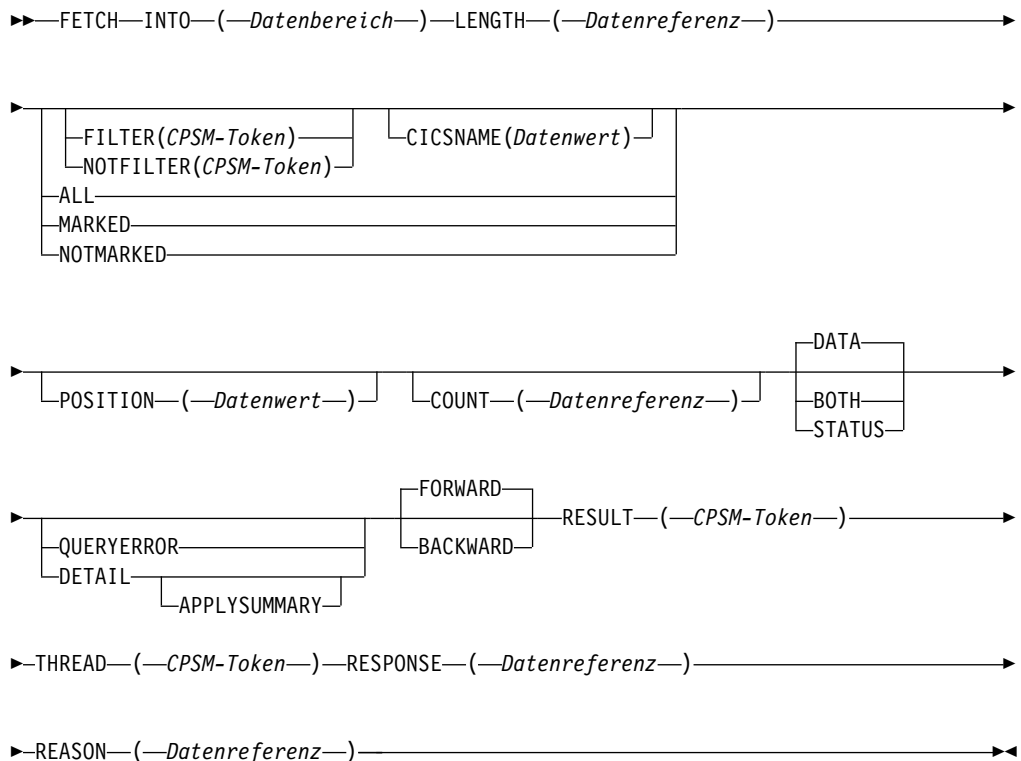 FETCH INTO ( Datenbereich ) LENGTH ( Datenreferenz )
FILTER(CPSM-Token) CICSNAME(Datenwert)
NOTFILTER(CPSM-Token)
ALL
MARKED
NOTMARKED
DATA
POSITION ( Datenwert ) COUNT ( Datenreferenz ) BOTH
STATUS
FORWARD
QUERYERROR BACKWARD RESULT ( CPSM-Token )
DETAIL
APPLYSUMMARY
THREAD ( CPSM-Token ) RESPONSE ( Datenreferenz )
REASON ( Datenreferenz )